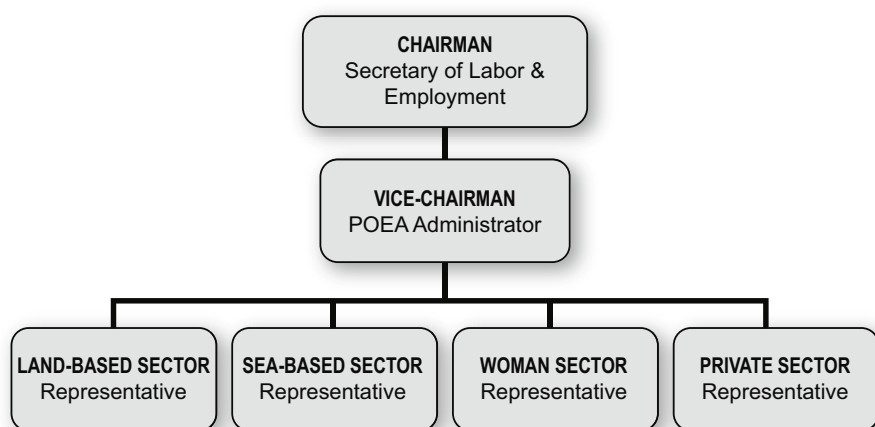 CHAIRMAN
Secretary of Labor &
Employment
VICE-CHAIRMAN
POEA Administrator
LAND-BASED SECTOR
Representative
SEA-BASED SECTOR
Representative
WOMAN SECTOR
Representative
PRIVATE SECTOR
Representative